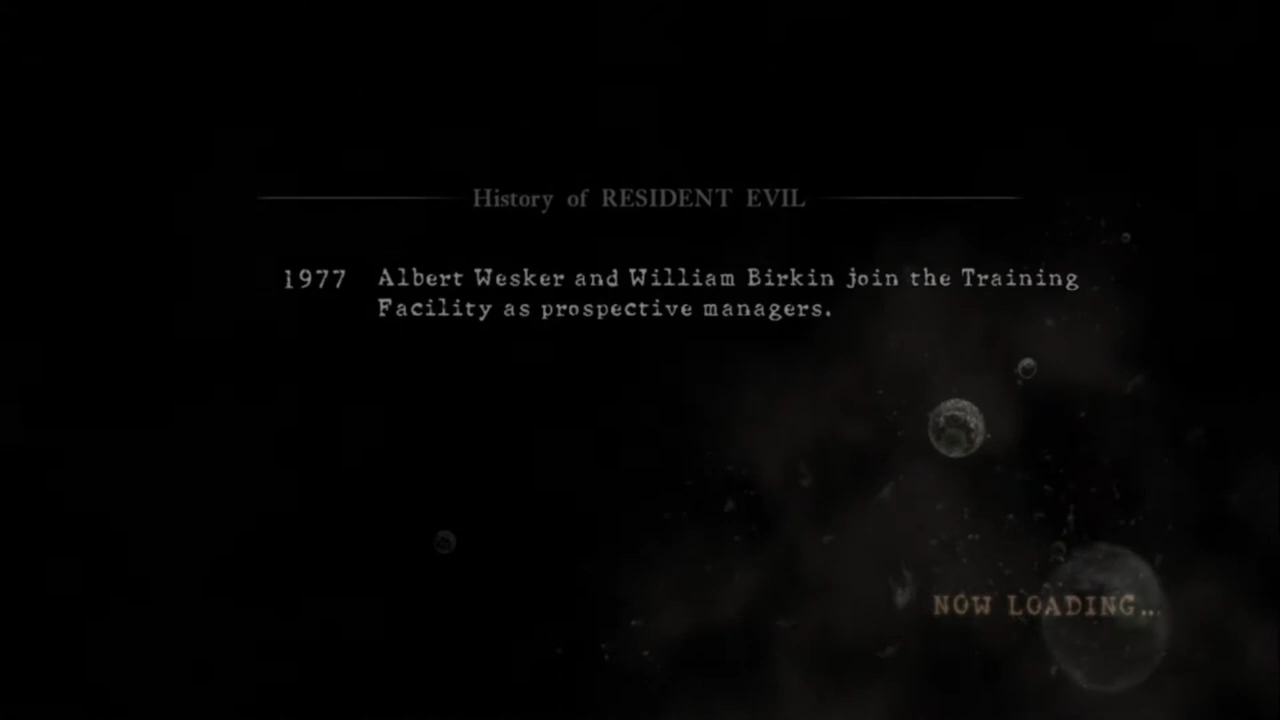 History of RESIDENT EVIL
1977 Albert Wesker and William Birkin join the Training
Facility as prospective managers.
NOW LOADING...